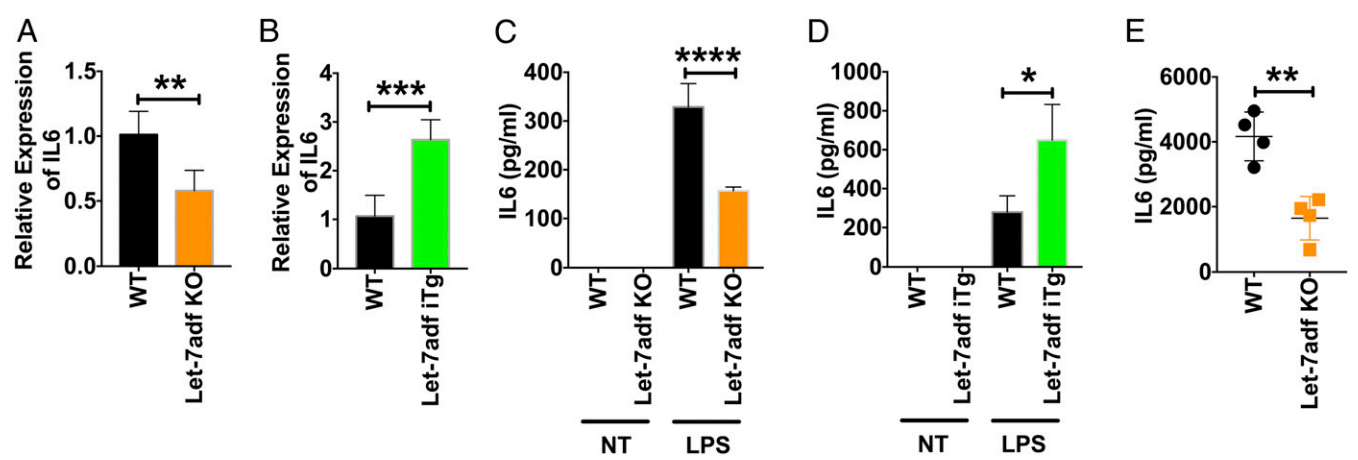 A
Relative Expression
of IL6
1.5
1.0
0.5
0.0
**
WT
Let-7adf KO
B
Relative Expression
of IL6
4
3
2
1
0
***
WT
Let-7adf iTg
C
IL6 (pg/ml)
400
300
200
100
0
****
WT
Let-7adf KO
WT
Let-7adf KO
NT
LPS
D
IL6 (pg/ml)
1000
800
600
400
200
0
*
WT
Let-7adf iTg
WT
Let-7adf iTg
NT
LPS
E
IL6 (pg/ml)
6000
4000
2000
0
**
WT
Let-7adf KO